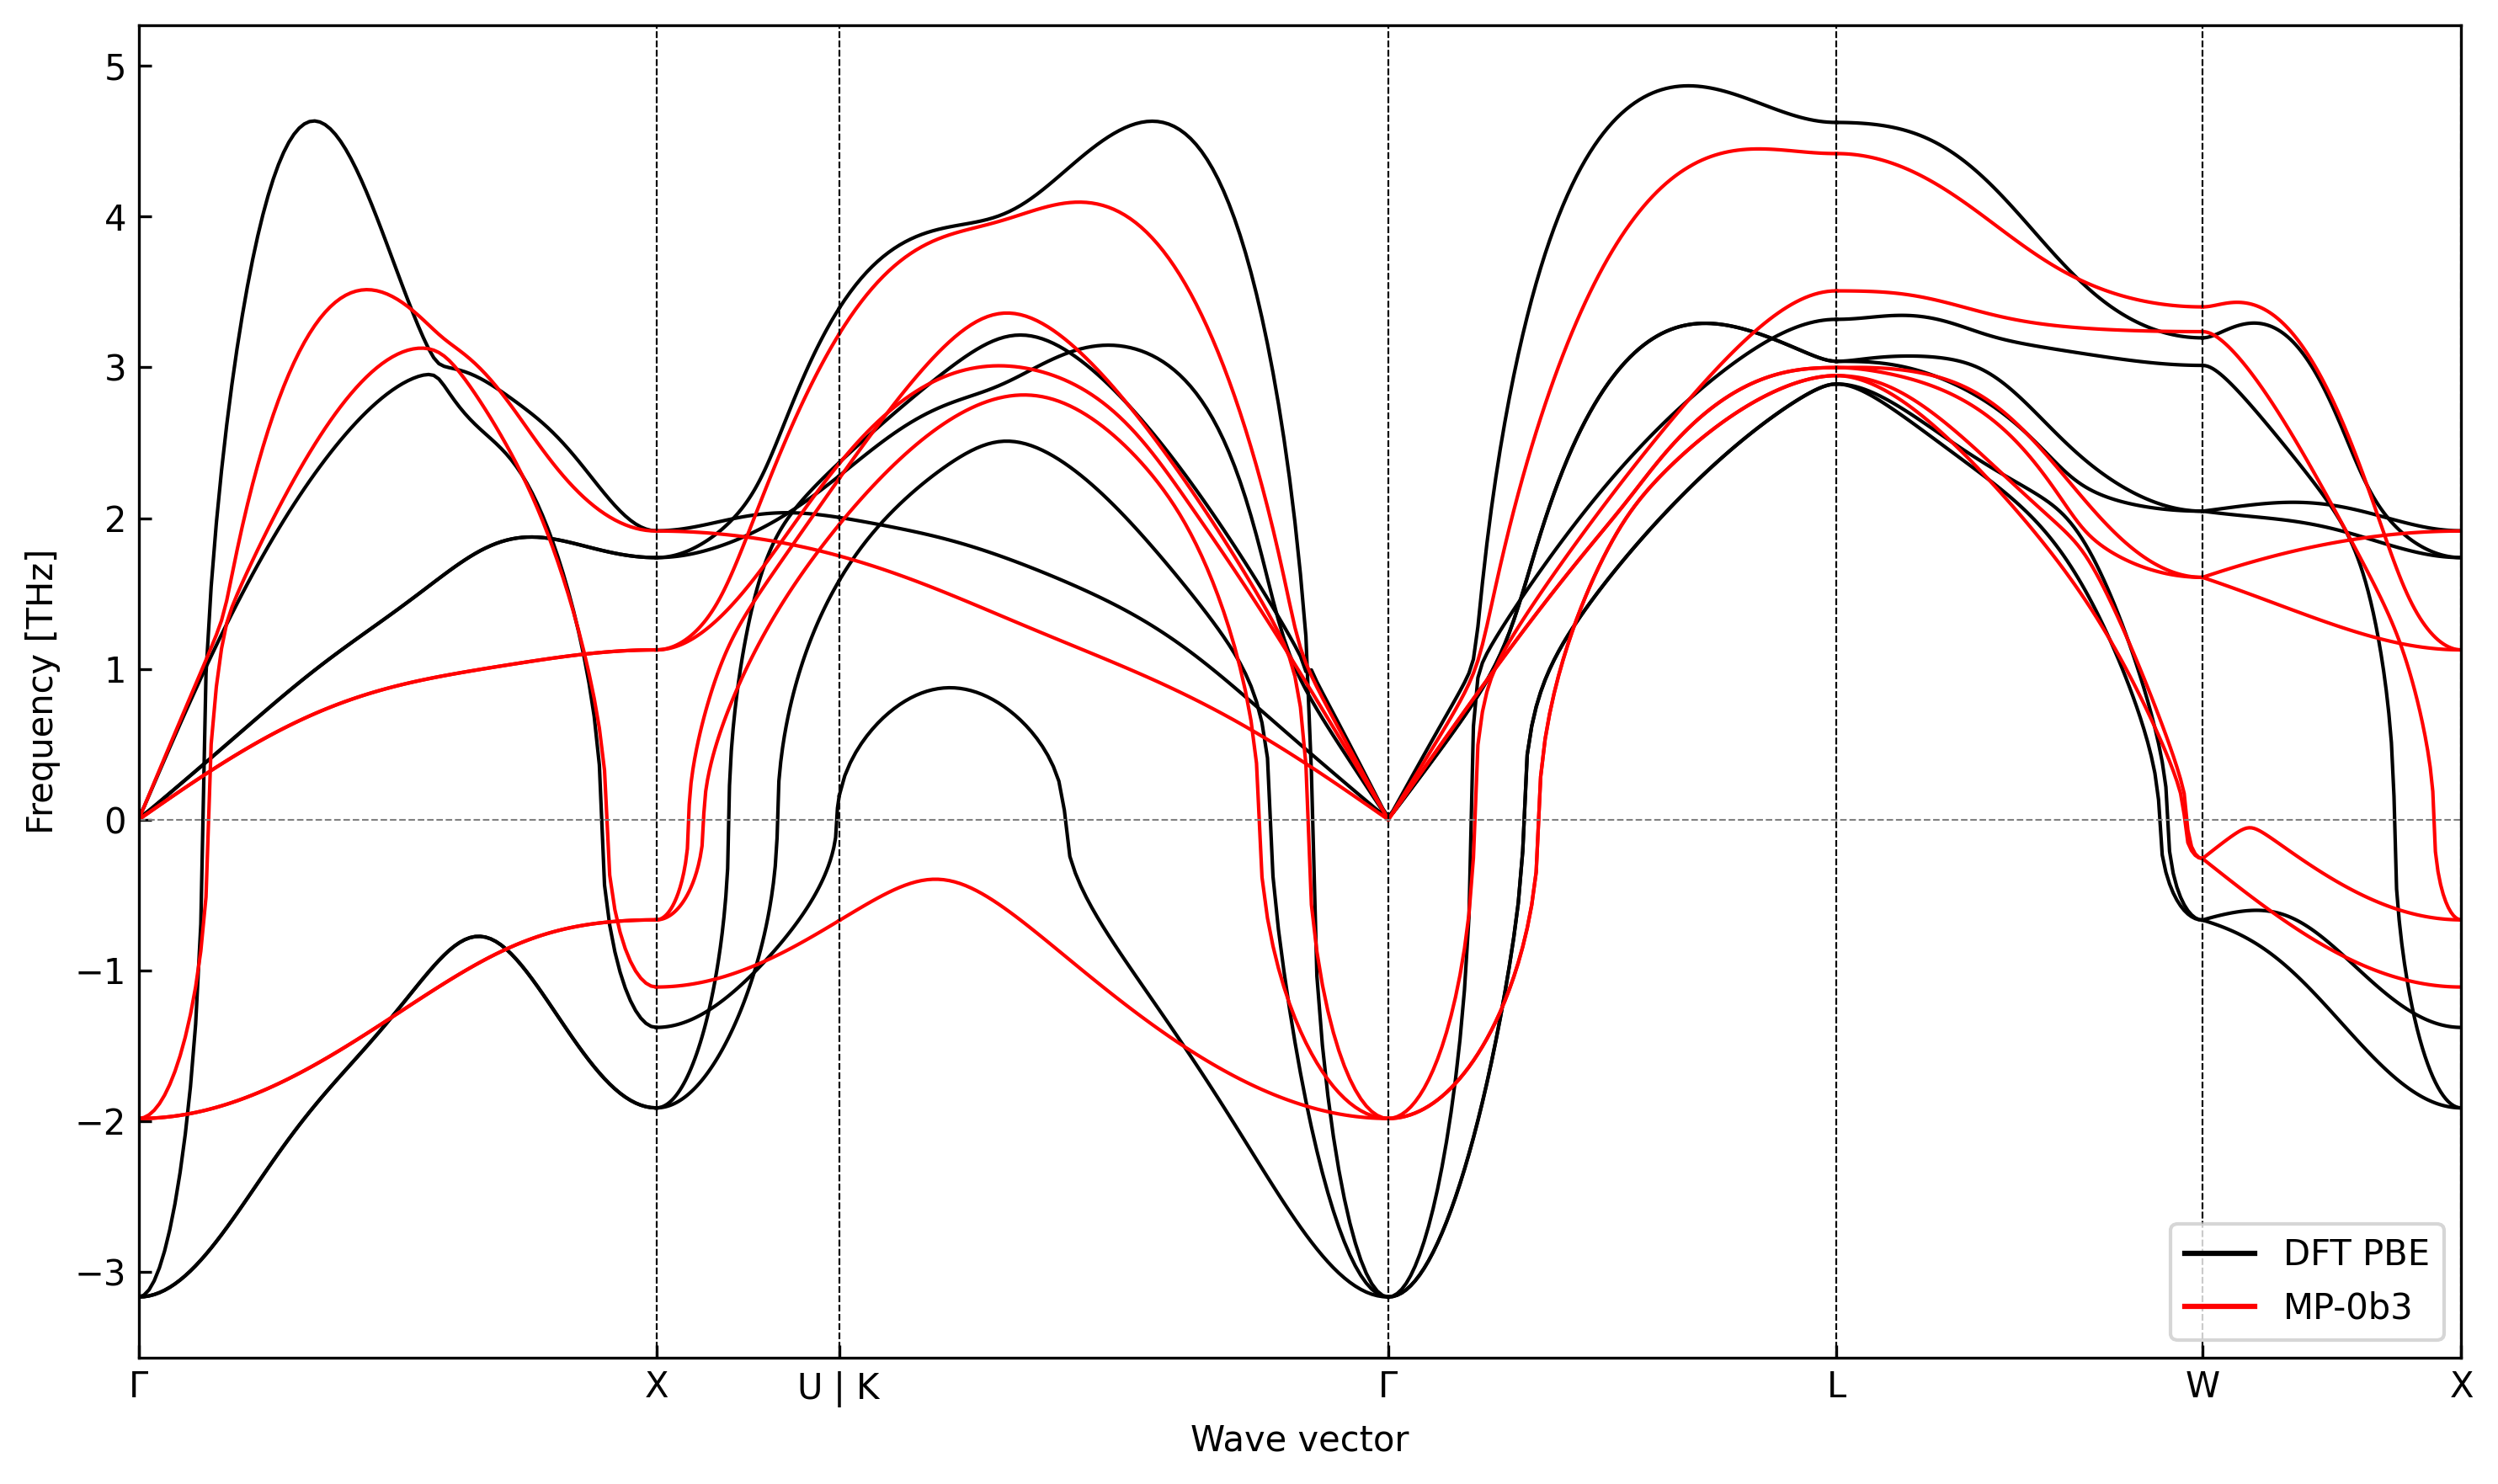 5
4
3
2
1
0
−1
−2
−3
Frequency [THz]
Γ X U | K Γ L W X
Wave vector
DFT PBE
MP-0b3